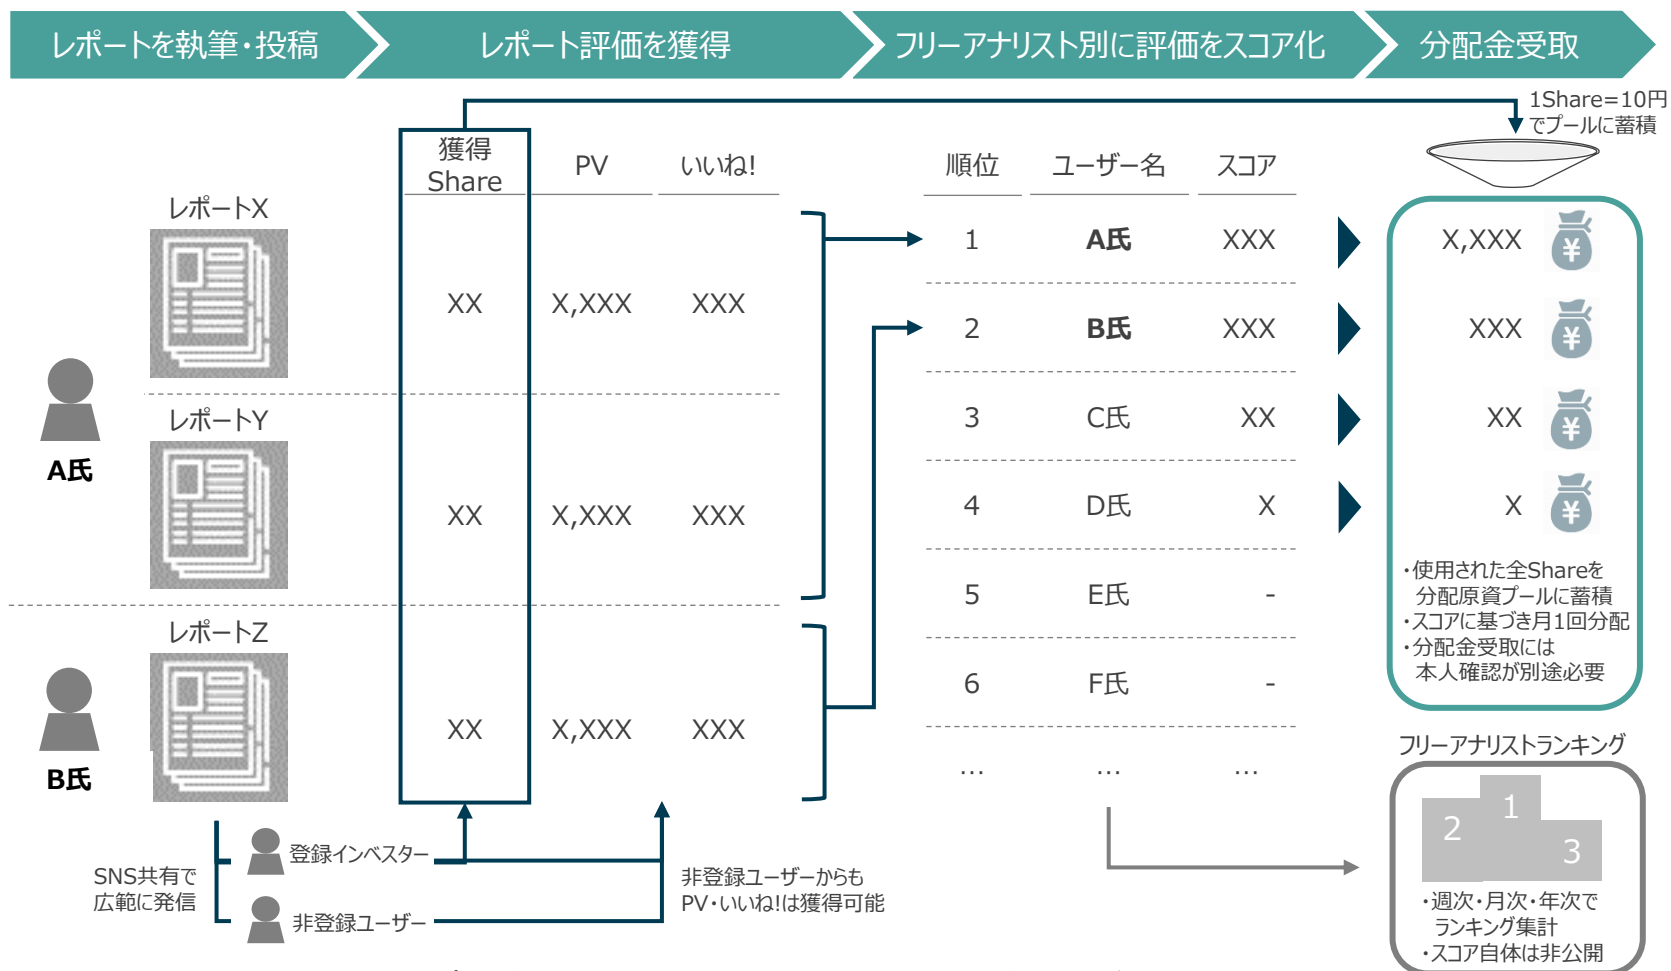 レポートを執筆・投稿
レポート評価を獲得
フリーアナリスト別に評価をスコア化
分配金受取
1Share=10円
でプールに蓄積
獲得
Share
PV
いいね!
順位
ユーザー名
スコア
レポートX
XX
X,XXX
XXX
レポートY
XX
X,XXX
XXX
A氏
レポートZ
XX
X,XXX
XXX
B氏
1
A氏
XXX
X,XXX
¥
2
B氏
XXX
XXX
¥
3
C氏
XX
XX
¥
4
D氏
X
X
¥
5
E氏
-
6
F氏
-
…
…
…
・使用された全Shareを
分配原資プールに蓄積
・スコアに基づき月1回分配
・分配金受取には
本人確認が別途必要
フリーアナリストランキング
1
2
3
・週次・月次・年次で
ランキング集計
・スコア自体は非公開
SNS共有で
広範に発信
登録インベスター
非登録ユーザー
非登録ユーザーからも
PV・いいね!は獲得可能